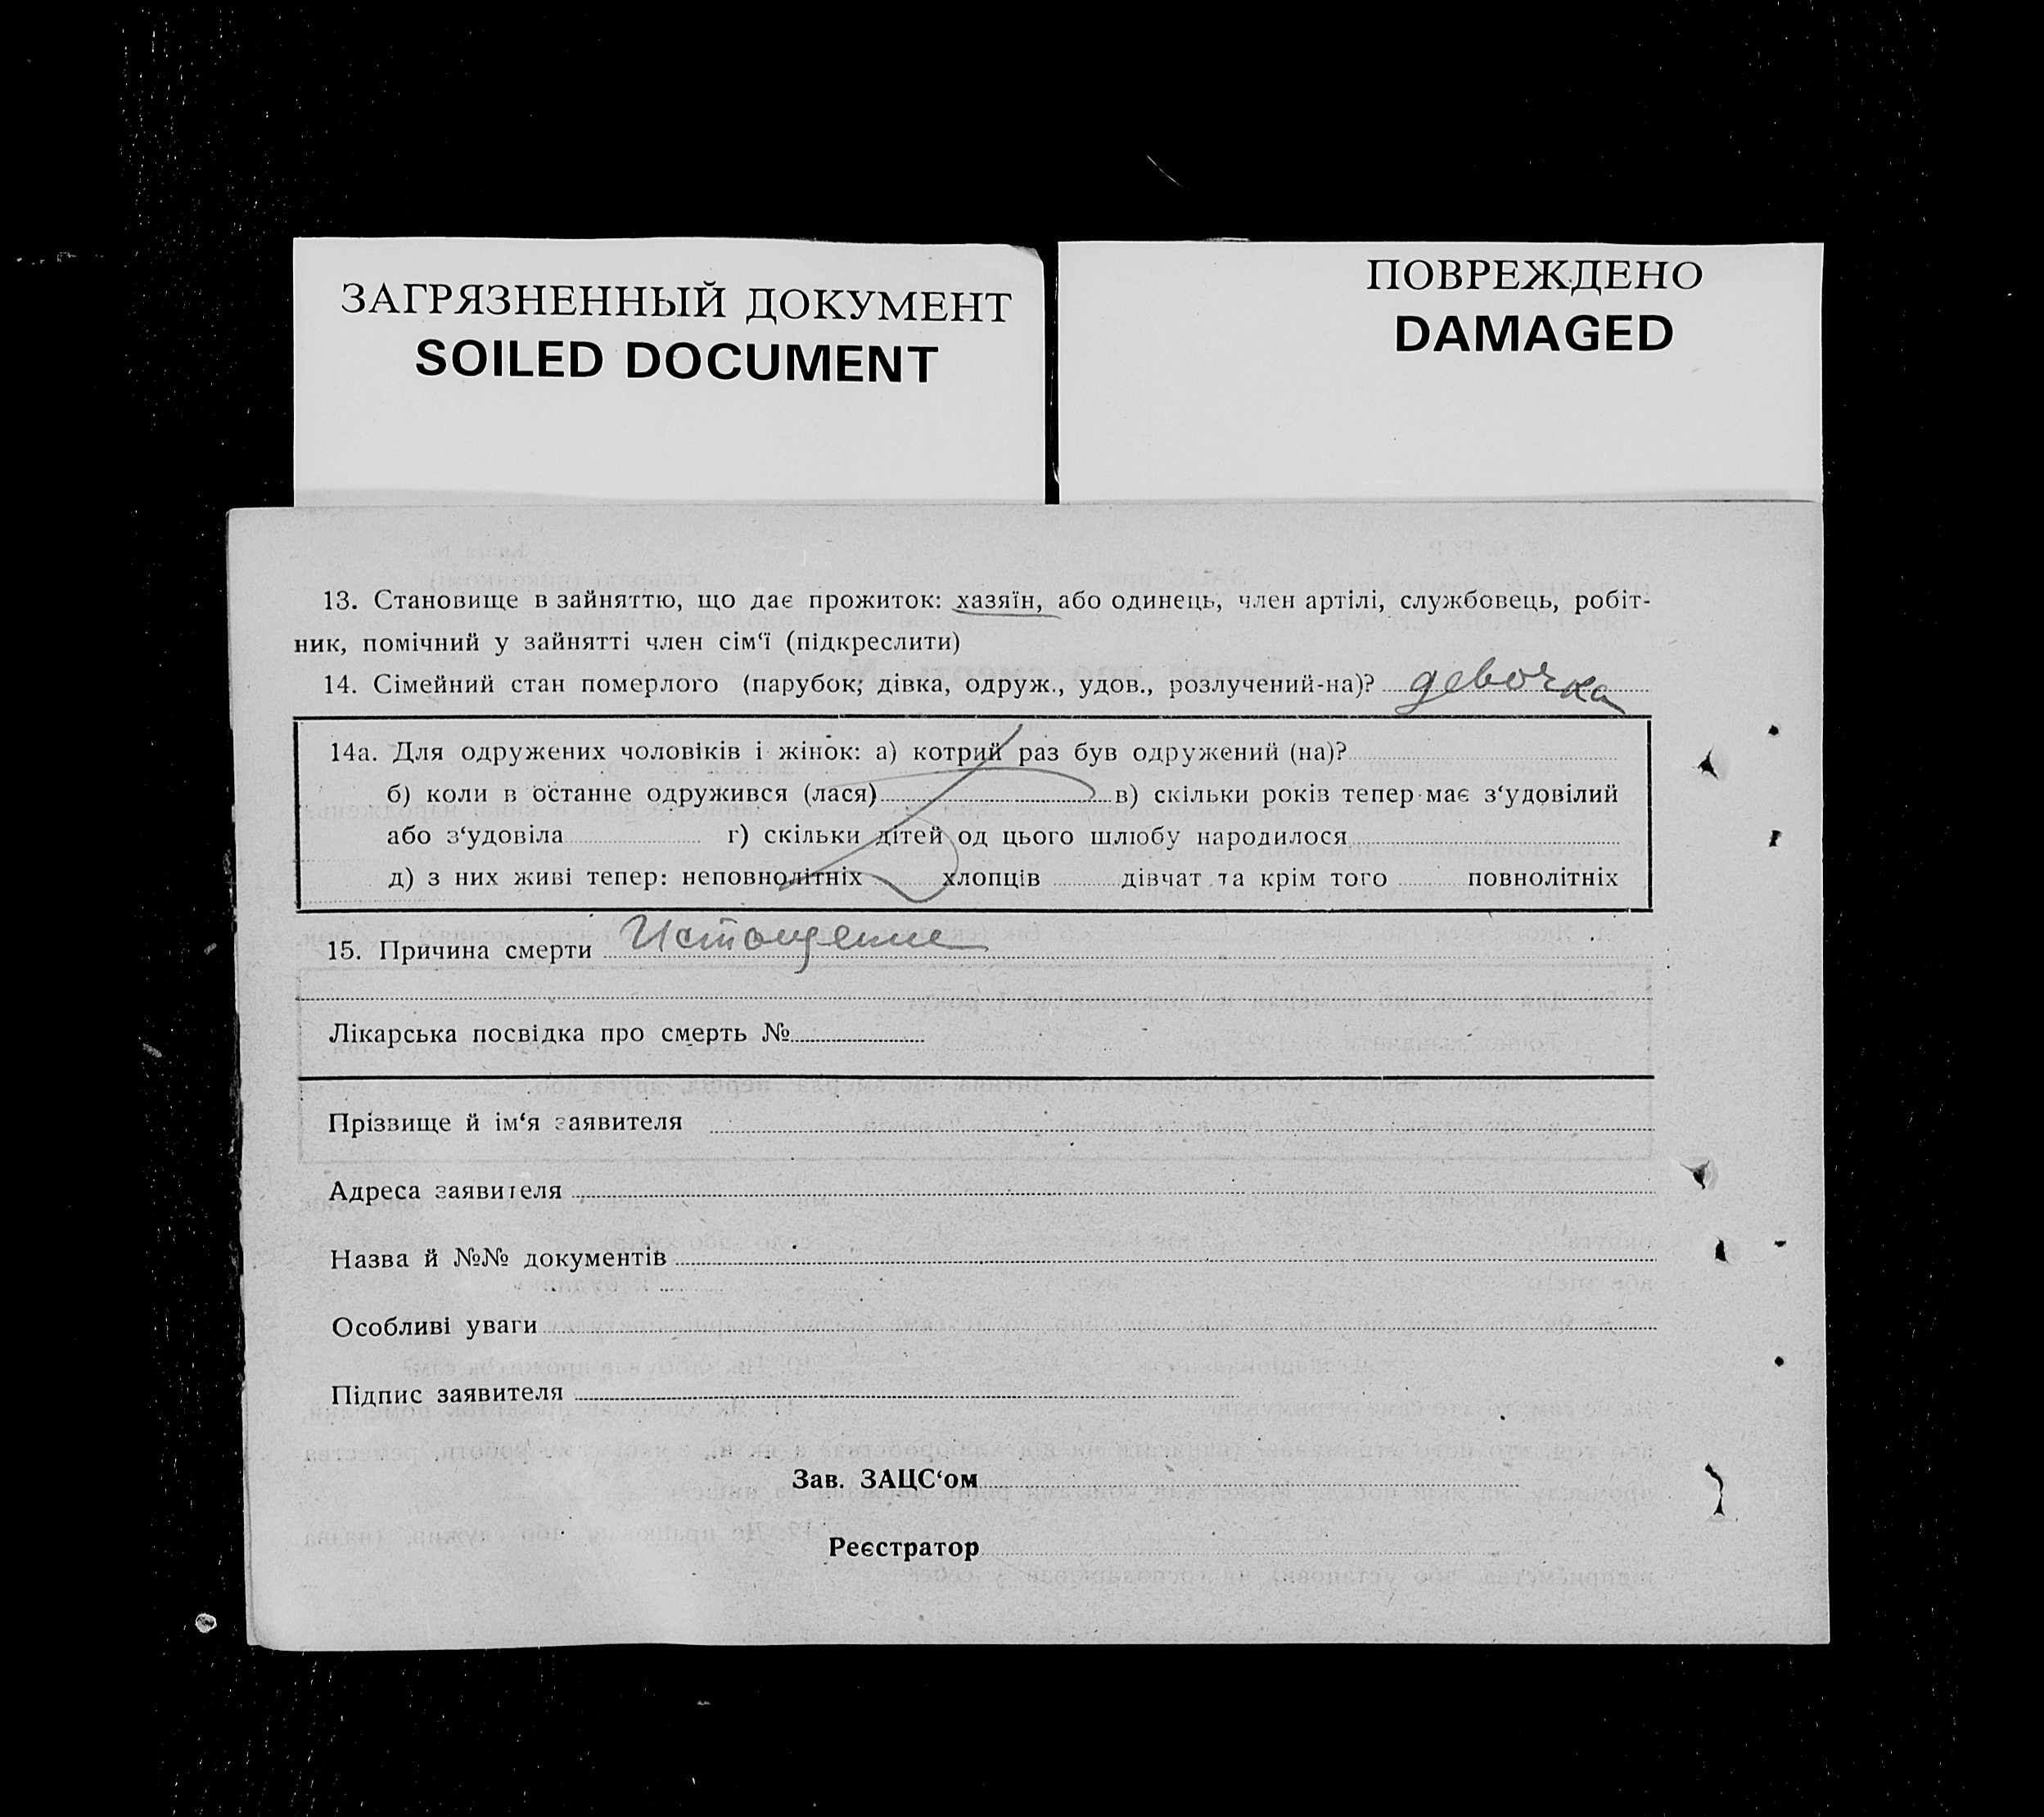 ЗАГРЯЗНЕННЫЙ ДОКУМЕНТ
SOILED DOCUMENT
ПОВРЕЖДЕНО
DAMAGED
13. Становище в зайняттю, що дає прожиток: хазяїн, або одинець, член артілі, службовець, робіт-
ник, помічний у зайнятті член сім‘ї (підкреслити)
14. Сімейний стан померлого (парубок; дівка, одруж., удов., розлучений-на)? девочка
14а. Для одружених чоловіків і жінок: а) котрий раз був одружений (на)?
б) коли в останнє одружився (лася) в) скільки років тепер має з‘удовілий
або з‘удовіла г) скільки дітей од цього шлюбу народилося
д) з них живі тепер: неповнолітніх хлопців дівчат та крім того повнолітніх
15. Причина смерти Истощение
Лікарська посвідка про смерть №
Прізвище й ім‘я заявителя
Адреса заявителя
Назва й №№ документів
Особливі уваги
Підпис заявителя
Зав. ЗАЦС‘ом
Реєстратор